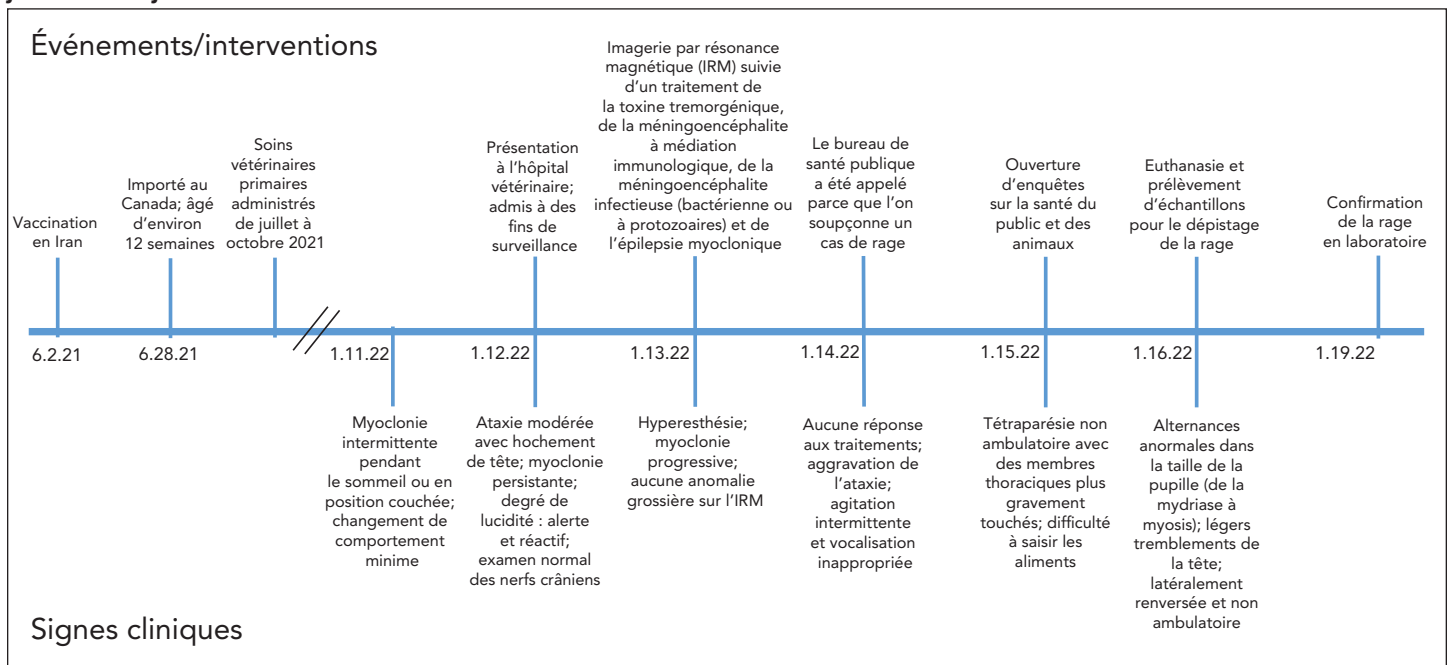 Événements/interventions
Vaccination
en Iran
Importé au
Canada; âgé
d’environ
12 semaines
Soins
vétérinaires
primaires
administrés
de juillet à
octobre 2021
Présentation
à l’hôpital
vétérinaire;
admis à des
fins de
surveillance
Imagerie par résonance
magnétique (IRM) suivie
d’un traitement de
la toxine tremorgénique,
de la méningoencéphalite
à médiation
immunologique, de la
méningoencéphalite
infectieuse (bactérienne ou
à protozoaires) et de
l’épilepsie myoclonique
Le bureau de
santé publique
a été appelé
parce que l’on
soupçonne un
cas de rage
Ouverture
d’enquêtes
sur la santé du
public et des
animaux
Euthanasie et
prélèvement
d’échantillons
pour le dépistage
de la rage
Confirmation
de la rage
en laboratoire
6.2.21
6.28.21
1.11.22
1.12.22
1.13.22
1.14.22
1.15.22
1.16.22
1.19.22
Myoclonie
intermittente
pendant
le sommeil ou en
position couchée;
changement de
comportement
minime
Ataxie modérée
avec hochement
de tête; myoclonie
persistante;
degré de
lucidité : alerte
et réactif;
examen normal
des nerfs crâniens
Hyperesthésie;
myoclonie
progressive;
aucune anomalie
grossière sur l’IRM
Aucune réponse
aux traitements;
aggravation de
l’ataxie;
agitation
intermittente
et vocalisation
inappropriée
Tétraparésie non
ambulatoire avec
des membres
thoraciques plus
gravement
touchés; difficulté
à saisir les
aliments
Alternances
anormales dans
la taille de la
pupille (de la
mydriase à
myosis); légers
tremblements de
la tête;
latéralement
renversée et non
ambulatoire
Signes cliniques